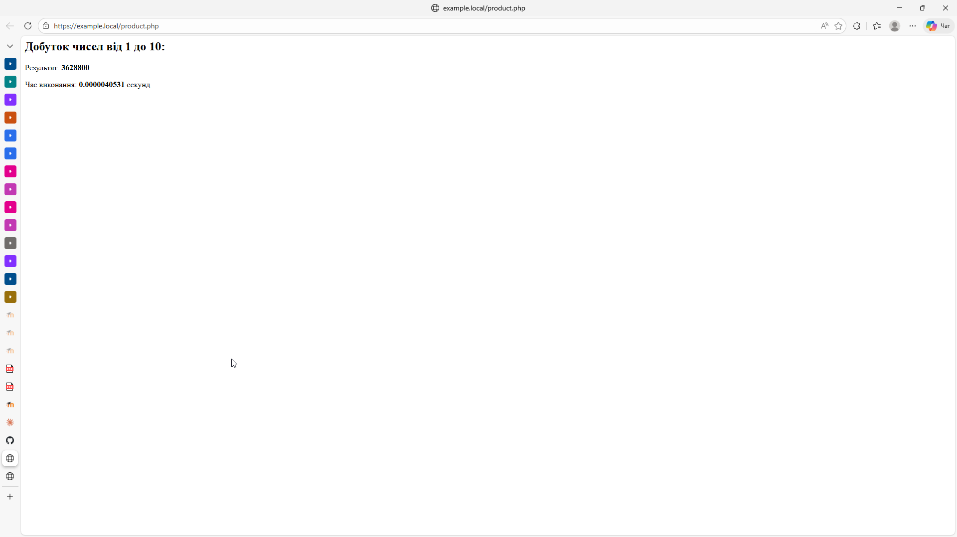 example.local/product.php
https://example.local/product.php
Чат
Добуток чисел від 1 до 10:
Результат: 3628800
Час виконання: 0.0000040531 секунд